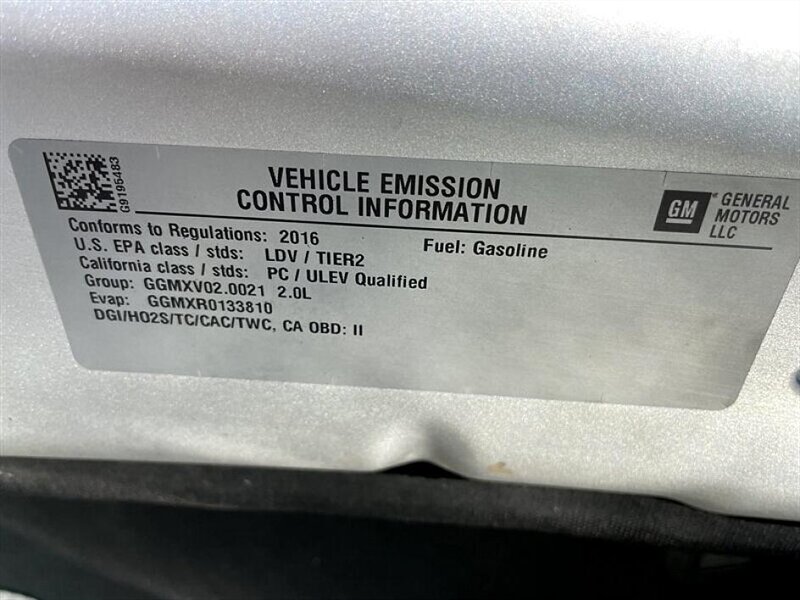 G9195483
VEHICLE EMISSION
CONTROL INFORMATION
GM
GENERAL
MOTORS
LLC
Conforms to Regulations: 2016 Fuel: Gasoline
U.S. EPA class / stds: LDV / TIER2
California class / stds: PC / ULEV Qualified
Group: GGMXV02.0021 2.0L
Evap: GGMXR0133810
DGI/HO2S/TC/CAC/TWC, CA OBD: II